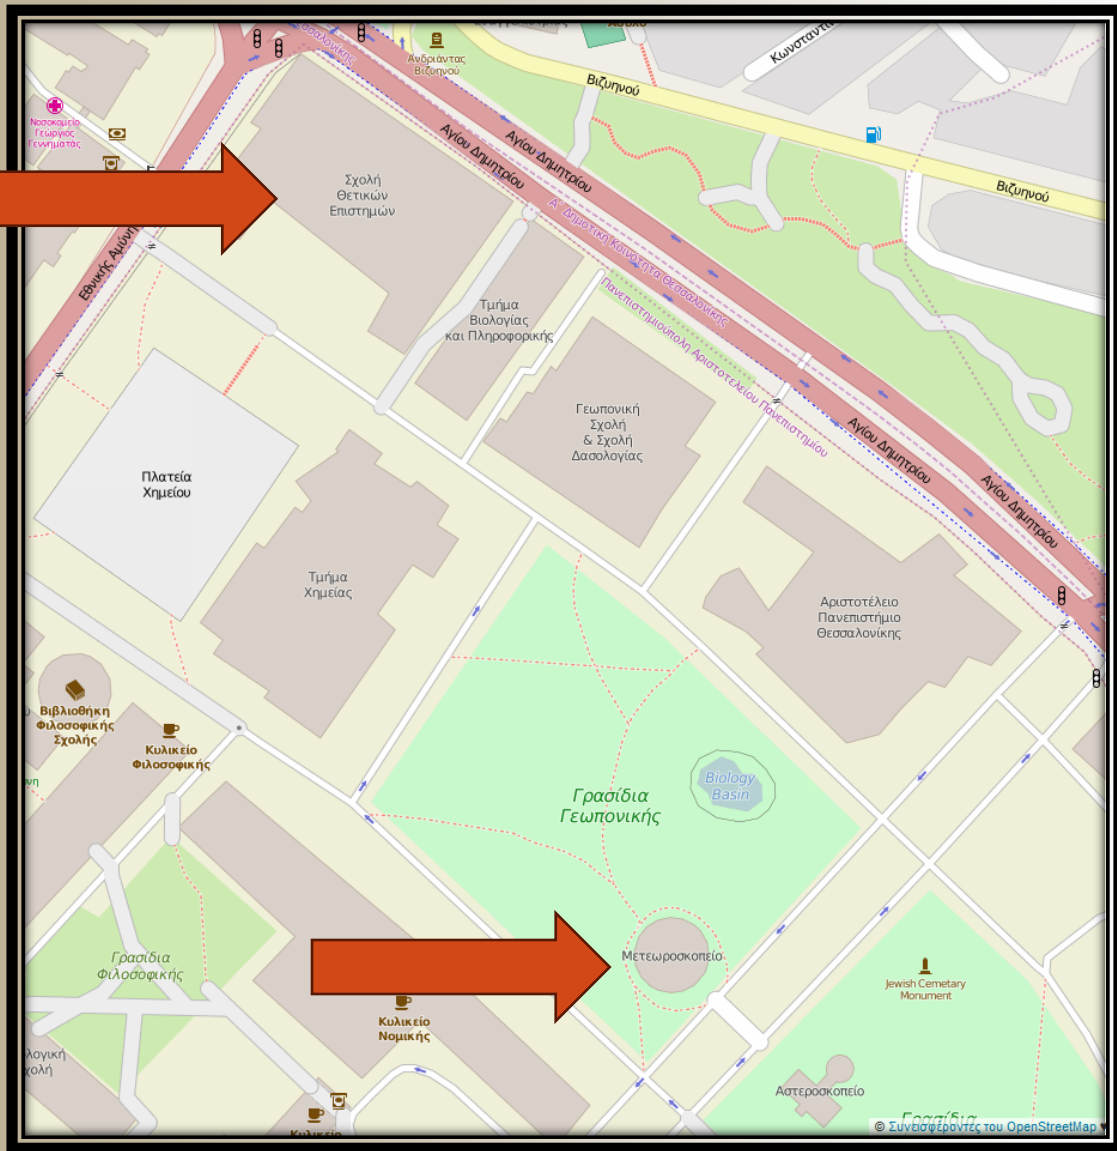 Ανδριάντας
Βιζυηνού
Βιζυηνού
Βιζυηνού
Νοσοκομείο
Γεώργιος
Γεννηματάς
Αγίου Δημητρίου
Αγίου Δημητρίου
Σχολή
Θετικών
Επιστημών
Α΄ Δημοτική Κοινότητα Θεσσαλονίκης
Πανεπιστημιούπολη Αριστοτελείου Πανεπιστημίου
Τμήμα
Βιολογίας
και Πληροφορικής
Γεωπονική
Σχολή
& Σχολή
Δασολογίας
Αγίου Δημητρίου
Αγίου Δημητρίου
Πλατεία
Χημείου
Τμήμα
Χημείας
Αριστοτέλειο
Πανεπιστήμιο
Θεσσαλονίκης
Βιβλιοθήκη
Φιλοσοφικής
Σχολής
Κυλικείο
Φιλοσοφικής
Biology
Basin
Γρασίδια
Γεωπονικής
Γρασίδια
Φιλοσοφικής
Μετεωροσκοπείο
Jewish Cemetary
Monument
Κυλικείο
Νομικής
Αστεροσκοπείο
Γρασίδια
Κυλικείο
© Συνεισφέροντες του OpenStreetMap